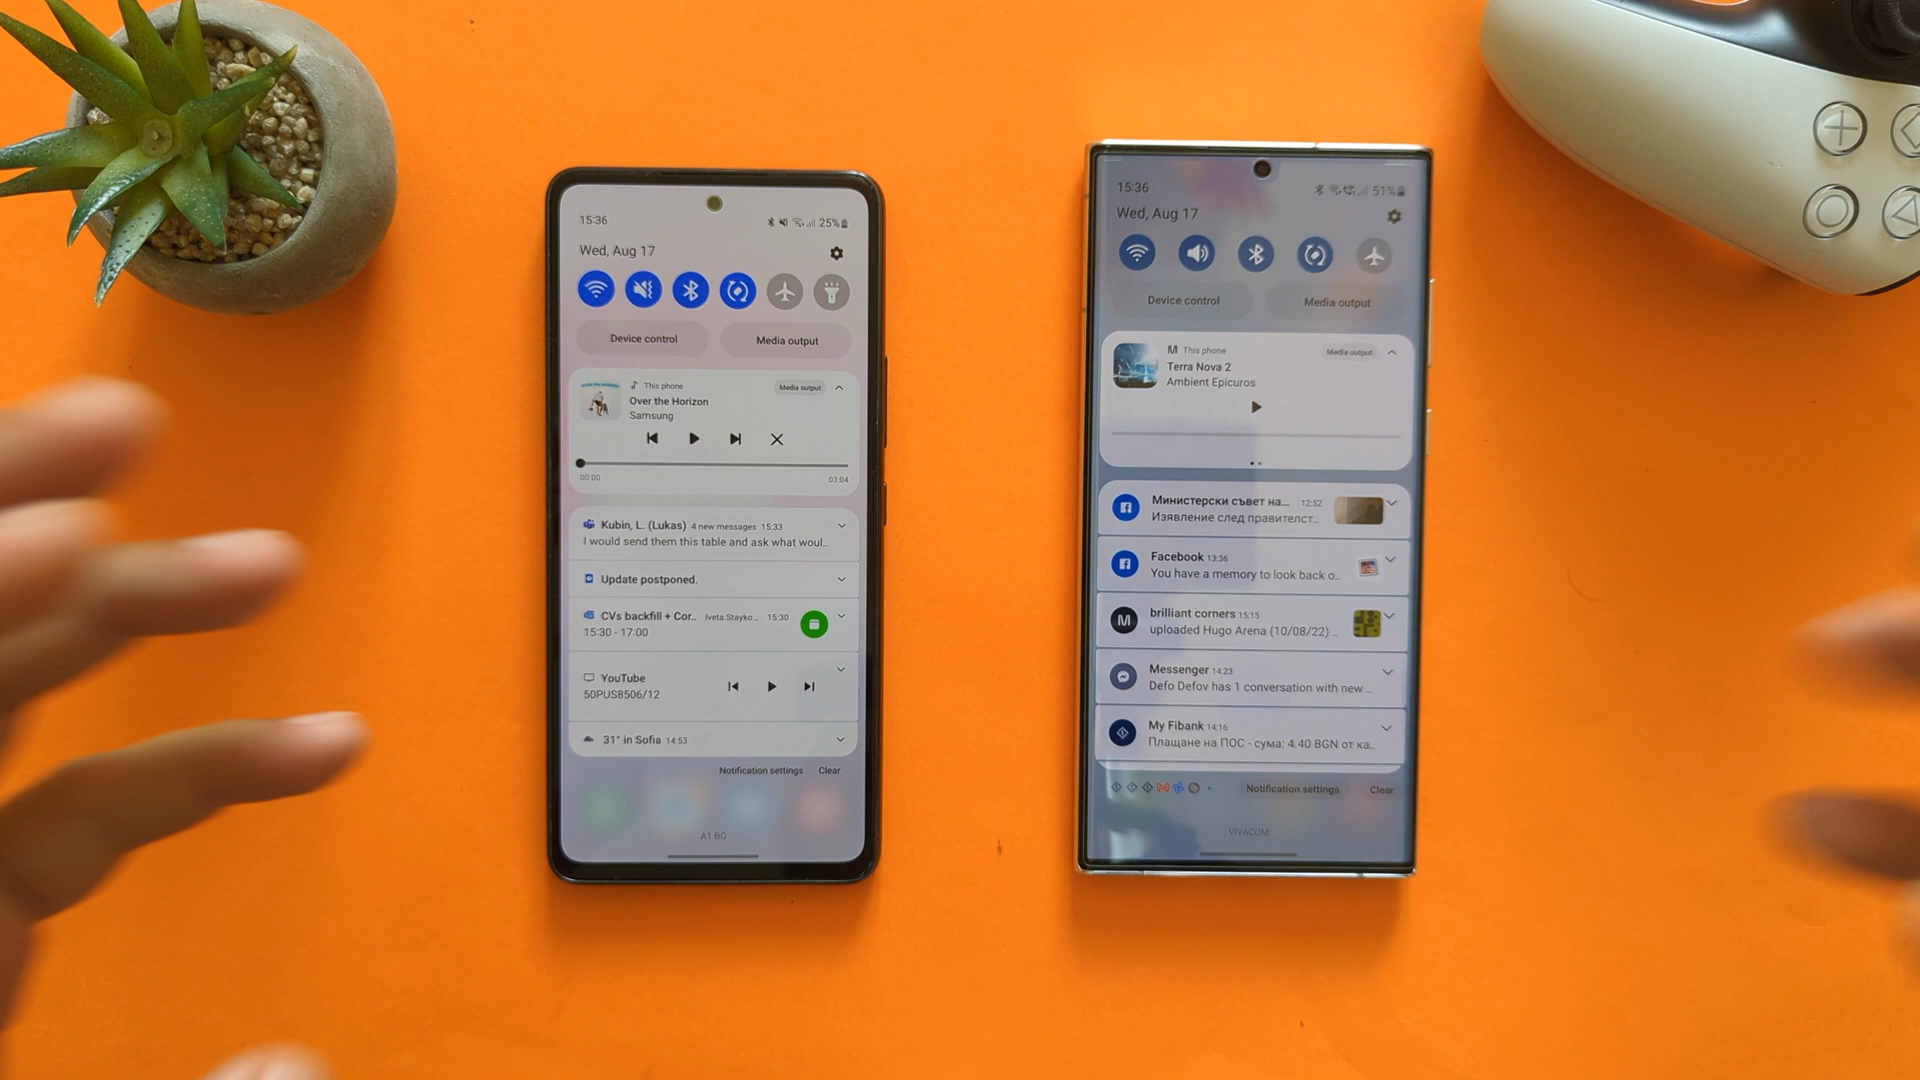 15:36
25%
Wed, Aug 17
Device control
Media output
This phone
Media output
Over the Horizon
Samsung
00:00
03:04
Kubin, L. (Lukas) 4 new messages 15:33
I would send them this table and ask what woul..
Update postponed.
CVs backfill + Cor.. Iveta.Stayko... 15:30
15:30 - 17:00
YouTube
50PUS8506/12
31° in Sofia 14:53
Notification settings
Clear
A1 BG
15:36
51%
Wed, Aug 17
Device control
Media output
M This phone
Media output
Terra Nova 2
Ambient Epicuros
Министерски съвет на... 12:52
Изявление след правителст..
Facebook 13:36
You have a memory to look back o..
M
brilliant corners 15:15
uploaded Hugo Arena (10/08/22) ..
Messenger 14:23
Defo Defov has 1 conversation with new ..
My Fibank 14:16
Плащане на ПОС - сума: 4.40 BGN от ка..
Notification settings
Clear
VIVACOM